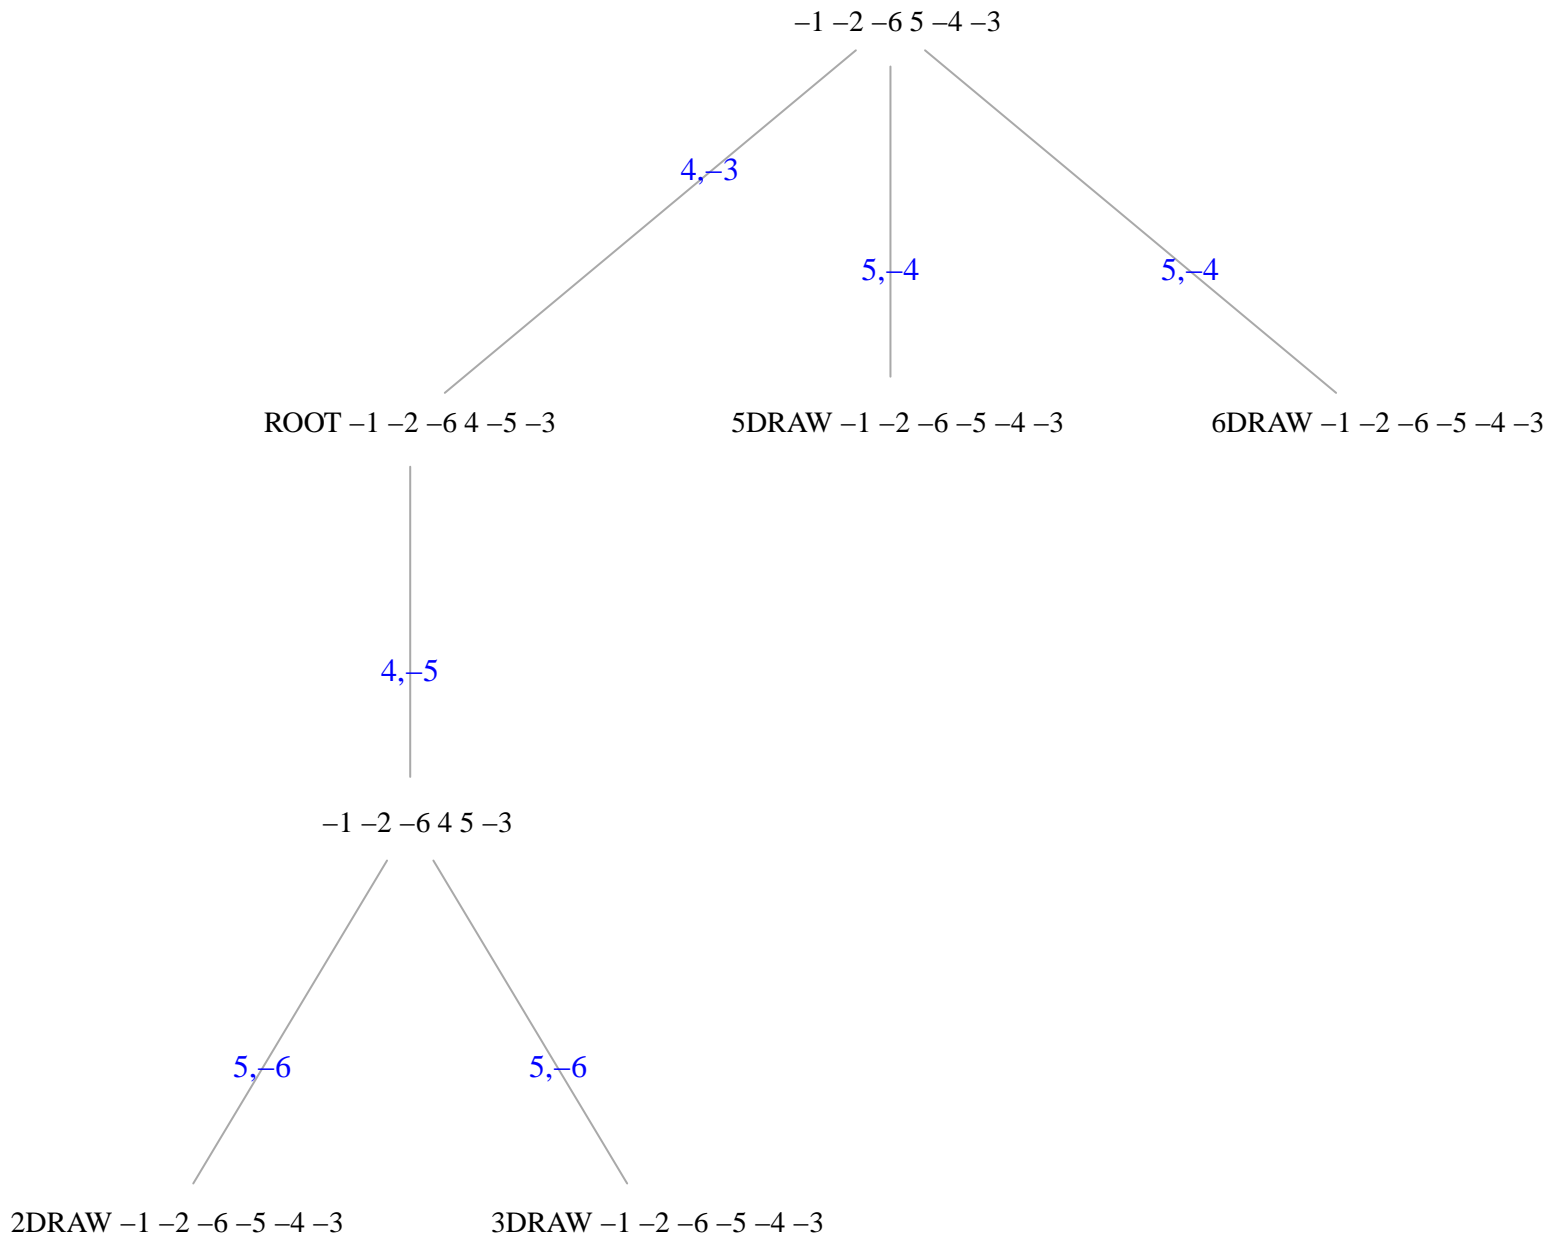 –1 –2 –6 5 –4 –3
4,–3
5,–4
5,–4
ROOT –1 –2 –6 4 –5 –3
5DRAW –1 –2 –6 –5 –4 –3
6DRAW –1 –2 –6 –5 –4 –3
4,–5
–1 –2 –6 4 5 –3
5,–6
5,–6
2DRAW –1 –2 –6 –5 –4 –3
3DRAW –1 –2 –6 –5 –4 –3